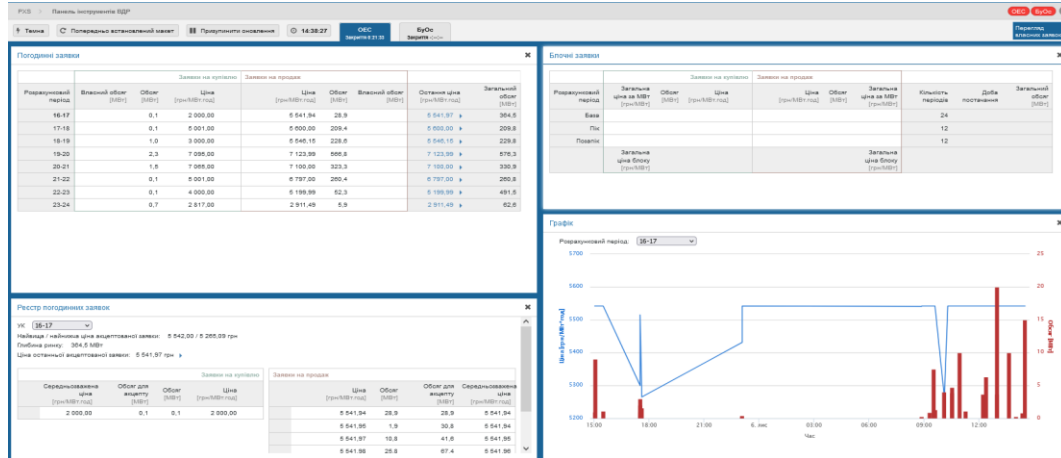 PXS / Панель інструментів ВДР
ОЕС БуОс
Темна Попередньо встановлений макет Призупинити оновлення 14:38:27 ОЕС БуОс
Перегляд власних заявок
Погодинні заявки
Заявки на купівлю Заявки на продаж
Розрахунковий період Власний обсяг [МВт] Обсяг [МВт] Ціна [грн/МВт.год] Ціна [грн/МВт.год] Обсяг [МВт] Власний обсяг [МВт] Остання ціна [грн/МВт.год] Загальний обсяг [МВт]
16-17 0,1 2 000,00 5 541,94 28,9 5 541,97 364,5
17-18 0,1 5 001,00 5 600,00 209,4 5 600,00 209,8
18-19 1,0 3 000,00 5 546,15 228,6 5 546,15 229,8
19-20 2,3 7 095,00 7 123,99 566,8 7 123,99 576,3
20-21 1,5 7 065,00 7 100,00 323,3 7 100,00 330,9
21-22 0,1 5 001,00 6 797,00 260,4 6 797,00 260,8
22-23 0,1 4 000,00 5 199,99 52,3 5 199,99 491,5
23-24 0,7 2 817,00 2 911,49 5,9 2 911,49 62,6
Блочні заявки
Заявки на купівлю Заявки на продаж
Розрахунковий період Загальна ціна за МВт [грн/МВт] Обсяг [МВт] Ціна [грн/МВт.год] Ціна [грн/МВт.год] Обсяг [МВт] Загальна ціна за МВт [грн/МВт] Кількість періодів Доба постачання Загальний обсяг [МВт]
База 24
Пік 12
Позапік 12
Загальна ціна блоку [грн/МВт] Загальна ціна блоку [грн/МВт]
Реєстр погодинних заявок
УК 16-17
Найвища / найнижча ціна акцептованої заявки: 5 542,00 / 5 265,09 грн
Глибина ринку: 364,5 МВт
Ціна останньої акцептованої заявки: 5 541,97 грн
Заявки на купівлю Заявки на продаж
Середньозважена ціна [грн/МВт.год] Обсяг для акцепту [МВт] Обсяг [МВт] Ціна [грн/МВт.год] Ціна [грн/МВт.год] Обсяг [МВт] Обсяг для акцепту [МВт] Середньозважена ціна [грн/МВт.год]
2 000,00 0,1 0,1 2 000,00 5 541,94 28,9 28,9 5 541,94
5 541,95 1,9 30,8 5 541,94
5 541,97 10,8 41,6 5 541,95
5 541,98 25,8 67,4 5 541,96
Графік
Розрахунковий період: 16-17
5700 25
5600 20
5500 15
5400 10
5300 5
5200 0
Ціна [грн/МВт*год]
Обсяг [МВт]
15:00 18:00 21:00 6. січ 03:00 06:00 09:00 12:00
Час